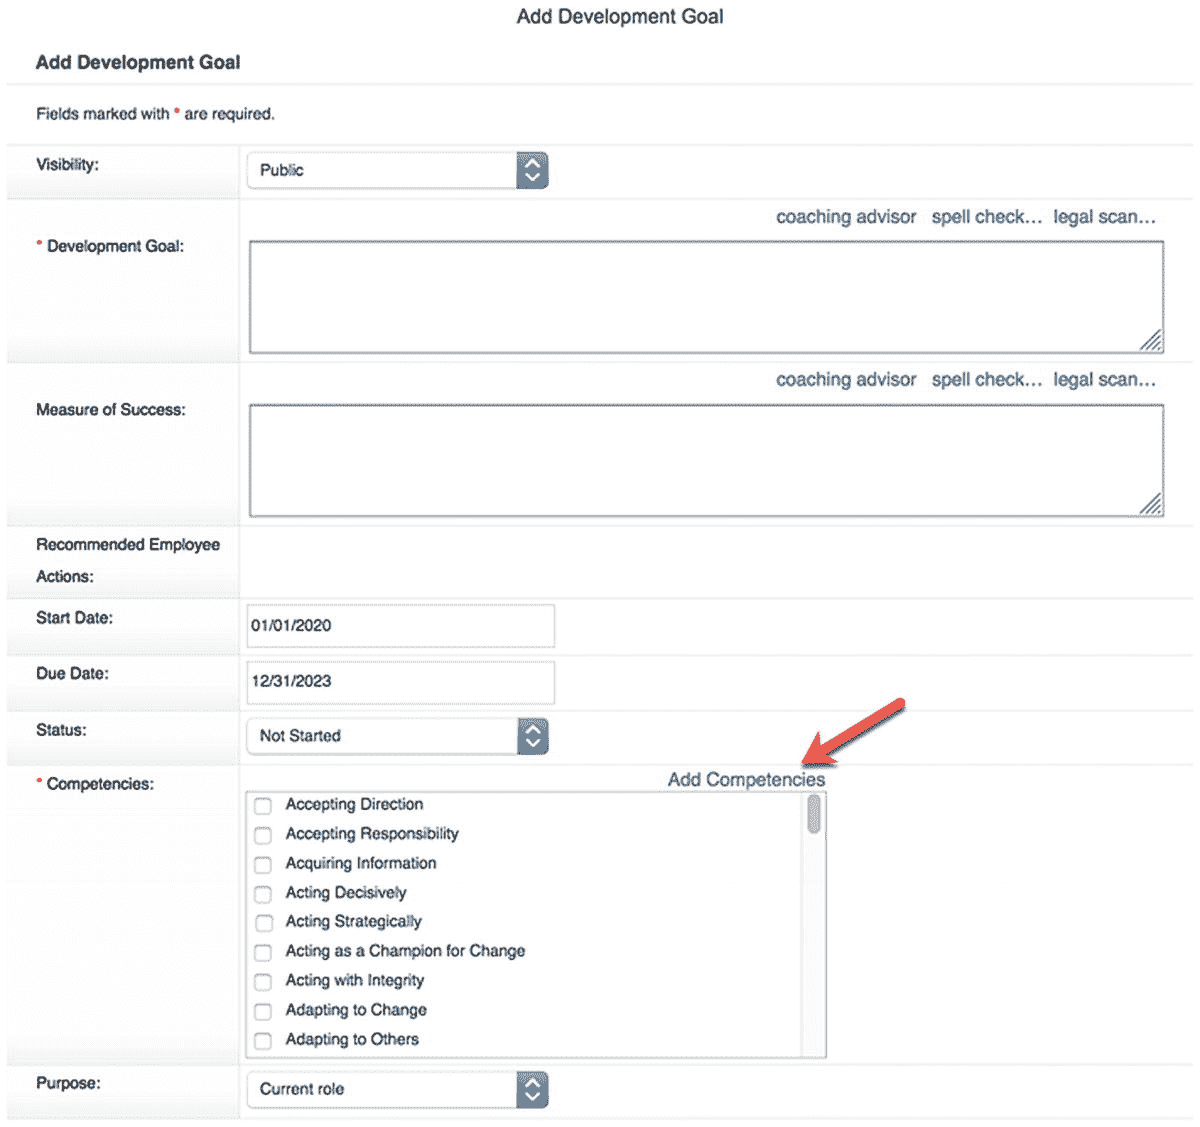 Add Development Goal
Add Development Goal
Fields marked with * are required.
Visibility:
Public
coaching advisor spell check... legal scan...
* Development Goal:
coaching advisor spell check... legal scan...
Measure of Success:
Recommended Employee
Actions:
Start Date:
01/01/2020
Due Date:
12/31/2023
Status:
Not Started
* Competencies:
Add Competencies
Accepting Direction
Accepting Responsibility
Acquiring Information
Acting Decisively
Acting Strategically
Acting as a Champion for Change
Acting with Integrity
Adapting to Change
Adapting to Others
Purpose:
Current role